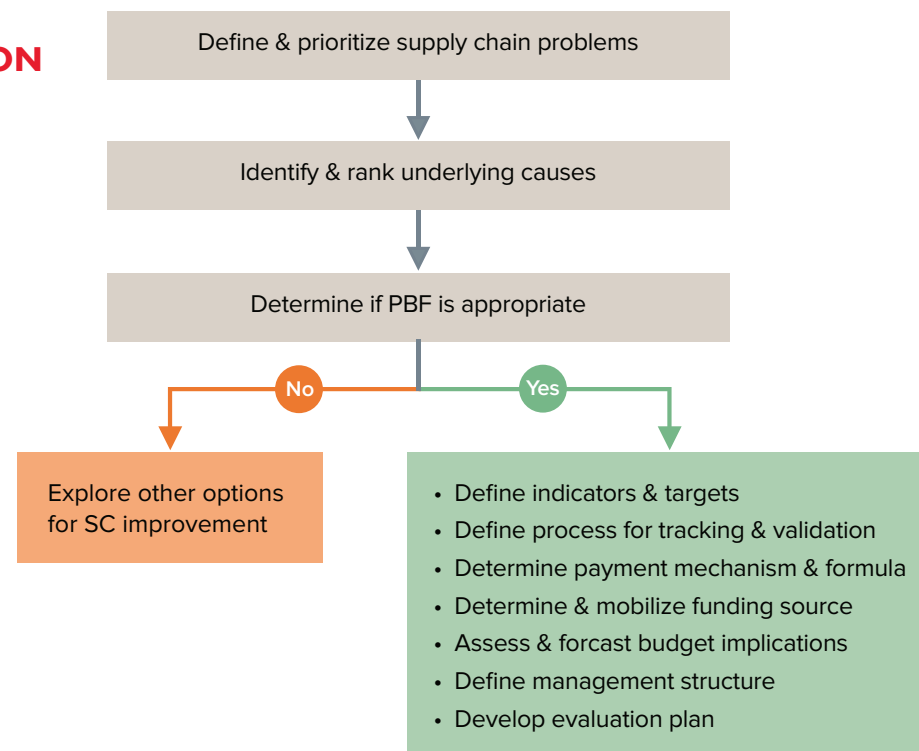 ON
Define & prioritize supply chain problems
Identify & rank underlying causes
Determine if PBF is appropriate
No
Yes
Explore other options
for SC improvement
• Define indicators & targets
• Define process for tracking & validation
• Determine payment mechanism & formula
• Determine & mobilize funding source
• Assess & forcast budget implications
• Define management structure
• Develop evaluation plan